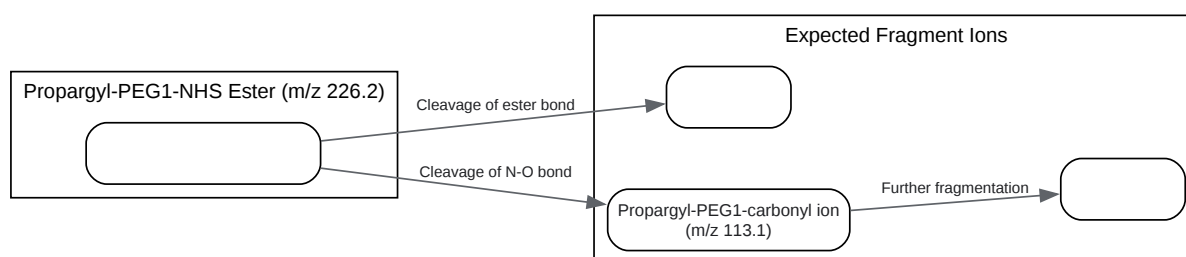 Expected Fragment Ions
Propargyl-PEG1-NHS Ester (m/z 226.2)
Cleavage of ester bond
Cleavage of N-O bond
Further fragmentation
Propargyl-PEG1-carbonyl ion
(m/z 113.1)